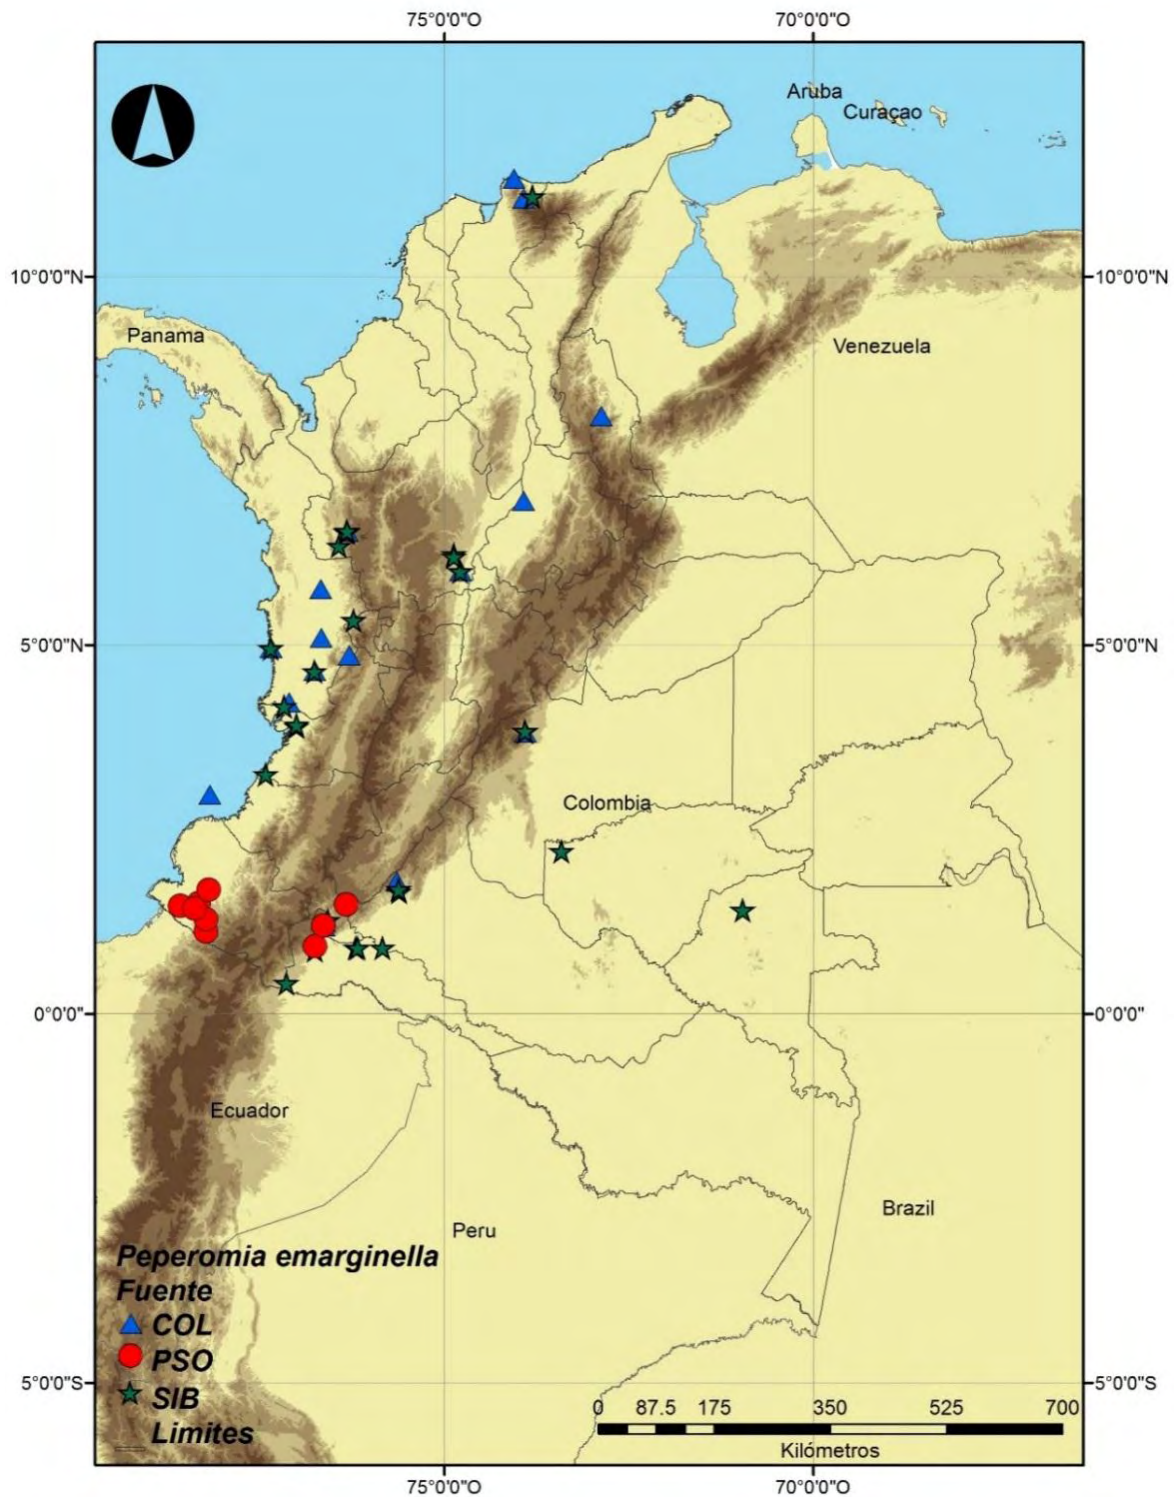 75°0'0"O 70°0'0"O
Aruba
Curaçao
10°0'0"N 10°0'0"N
Panama
Venezuela
5°0'0"N 5°0'0"N
Colombia
0°0'0" 0°0'0"
Ecuador
Brazil
Peru
Peperomia emarginella
Fuente
COL
PSO
5°0'0"S 5°0'0"S
SIB
Limites
0 87.5 175 350 525 700
Kilómetros
75°0'0"O 70°0'0"O